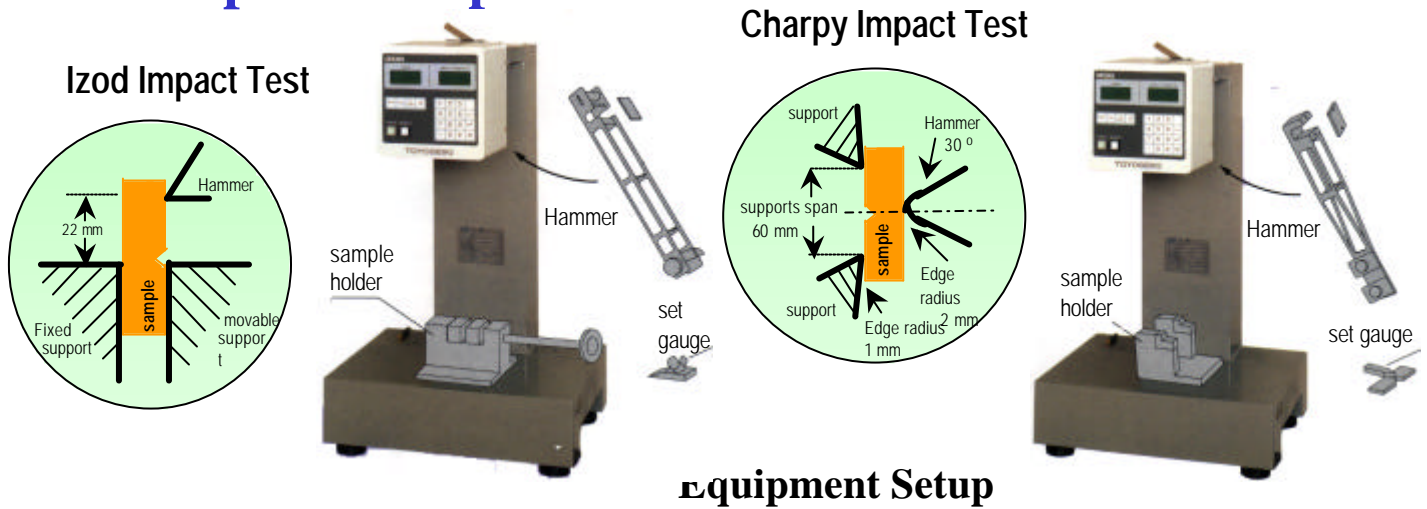 Charpy Impact Test
Izod Impact Test
Hammer
22 mm
sample
Fixed
support
movable
suppor
t
sample
holder
Hammer
set
gauge
TOYOSEIKI
support
Hammer
30 º
supports span
60 mm
sample
support
Edge
radius
2 mm
Edge radius
1 mm
Hammer
sample
holder
set gauge
TOYOSEIKI
Equipment Setup